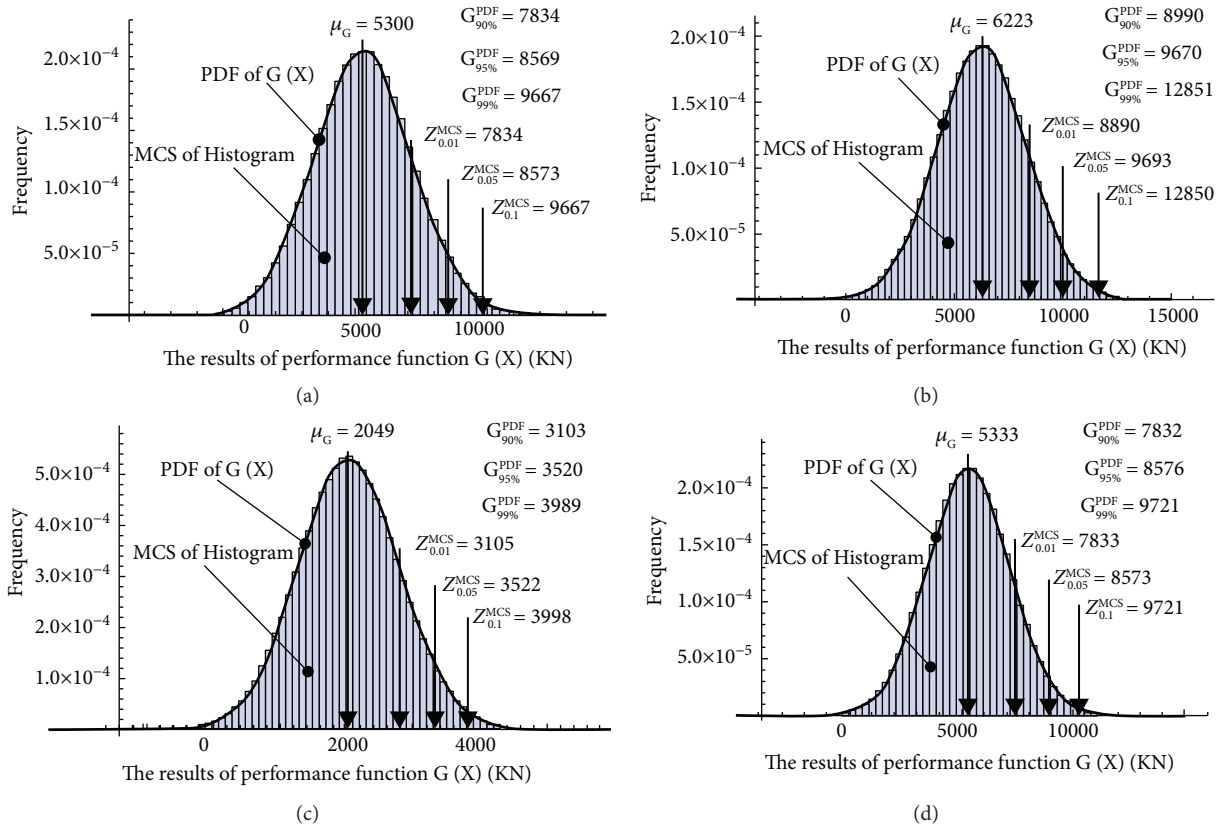 μG = 5300
G90%PDF = 7834
G95%PDF = 8569
G99%PDF = 9667
2.0×10−4
PDF of G (X)
1.5×10−4
Z0.01MCS = 7834
MCS of Histogram
Z0.05MCS = 8573
Z0.1MCS = 9667
1.0×10−4
5.0×10−5
Frequency
0
5000
10000
The results of performance function G (X) (KN)
(a)
μG = 6223
G90%PDF = 8990
G95%PDF = 9670
G99%PDF = 12851
2.0×10−4
PDF of G (X)
1.5×10−4
Z0.01MCS = 8890
MCS of Histogram
Z0.05MCS = 9693
Z0.1MCS = 12850
1.0×10−4
5.0×10−5
Frequency
0
5000
10000
15000
The results of performance function G (X) (KN)
(b)
μG = 2049
G90%PDF = 3103
G95%PDF = 3520
G99%PDF = 3989
5.0×10−4
PDF of G (X)
4.0×10−4
MCS of Histogram
Z0.01MCS = 3105
Z0.05MCS = 3522
Z0.1MCS = 3998
3.0×10−4
2.0×10−4
1.0×10−4
Frequency
0
2000
4000
The results of performance function G (X) (KN)
(c)
μG = 5333
G90%PDF = 7832
G95%PDF = 8576
G99%PDF = 9721
2.0×10−4
PDF of G (X)
1.5×10−4
MCS of Histogram
Z0.01MCS = 7833
Z0.05MCS = 8573
Z0.1MCS = 9721
1.0×10−4
5.0×10−5
Frequency
0
5000
10000
The results of performance function G (X) (KN)
(d)